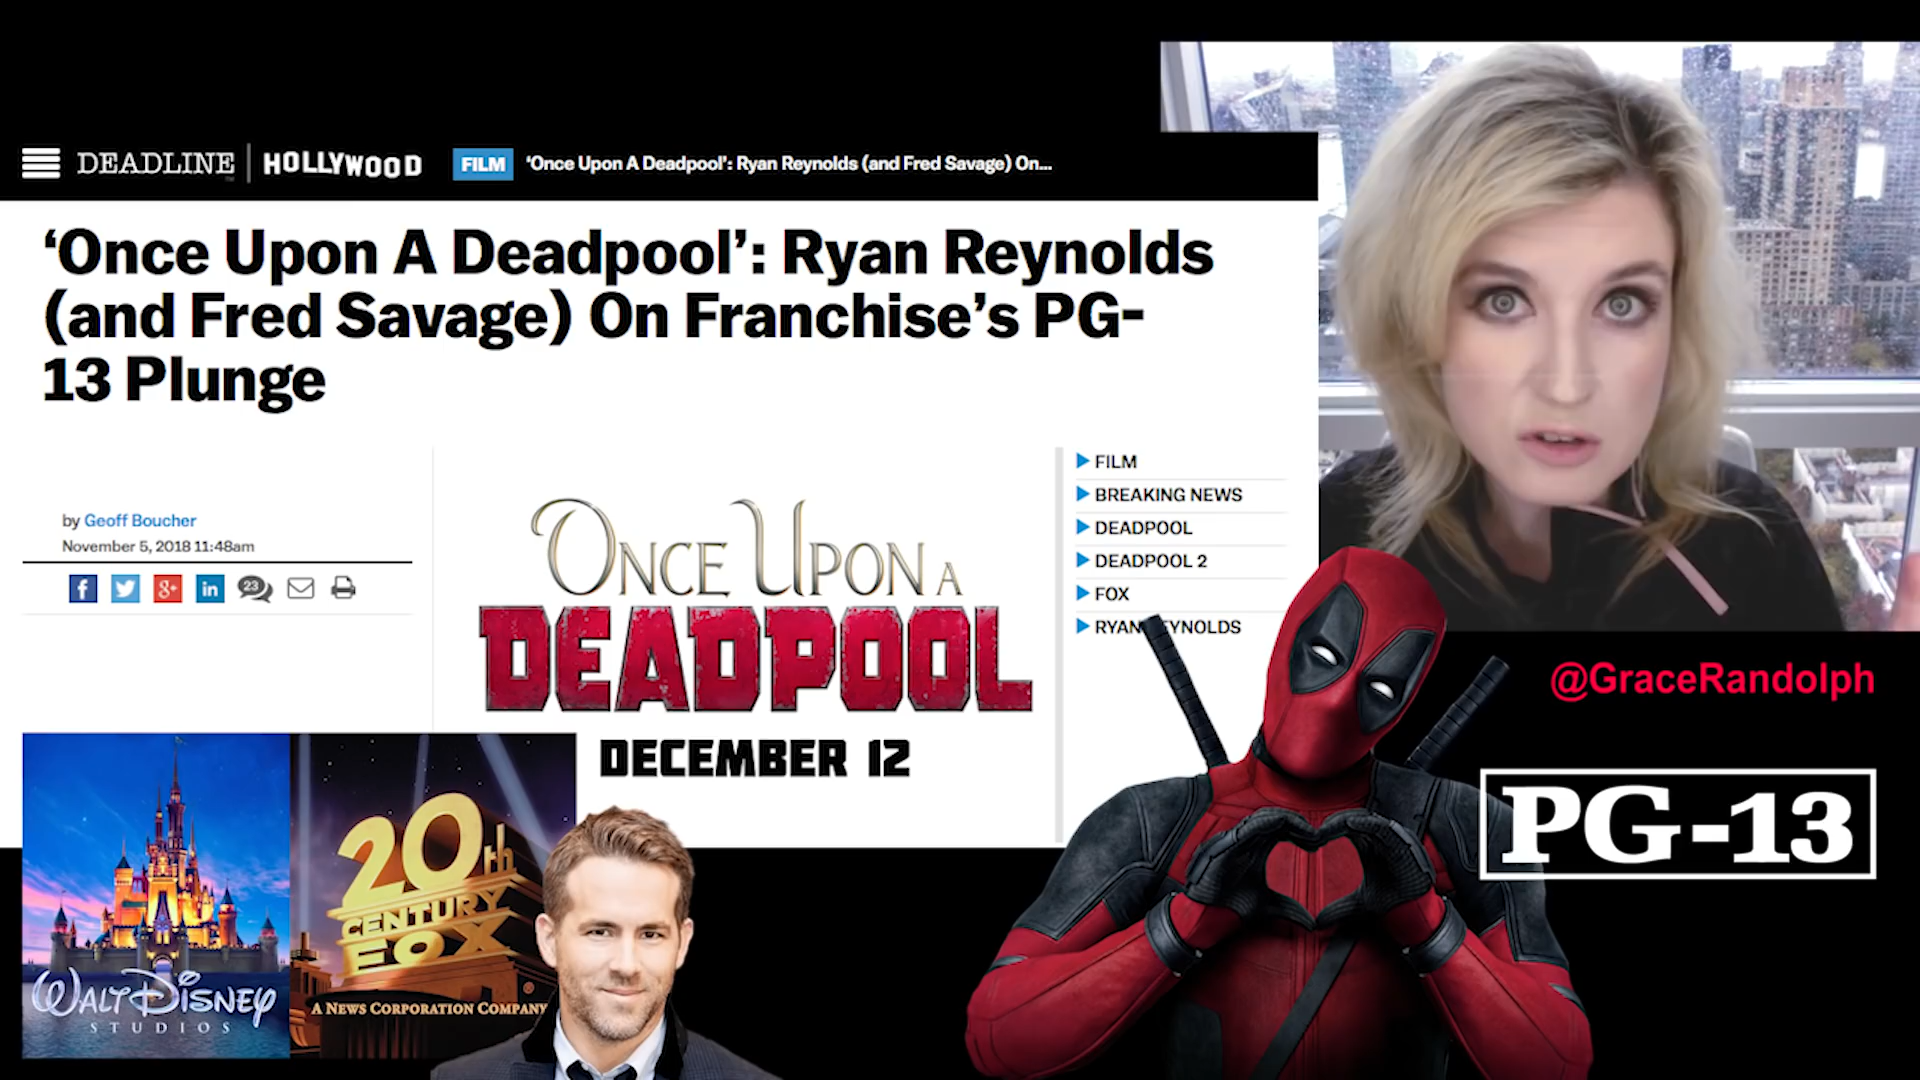 DEADLINE HOLLYWOOD FILM 'Once Upon A Deadpool': Ryan Reynolds (and Fred Savage) On...
'Once Upon A Deadpool': Ryan Reynolds
(and Fred Savage) On Franchise's PG-
13 Plunge
by Geoff Boucher
November 5, 2018 11:48am
f
g+
in
23
ONCE UPON A
DEADPOOL
DECEMBER 12
FILM
BREAKING NEWS
DEADPOOL
DEADPOOL 2
FOX
@GraceRandolph
PG-13
WALT DISNEY
STUDIOS
20th
CENTURY
FOX
A NEWS CORPORATION COMPANY